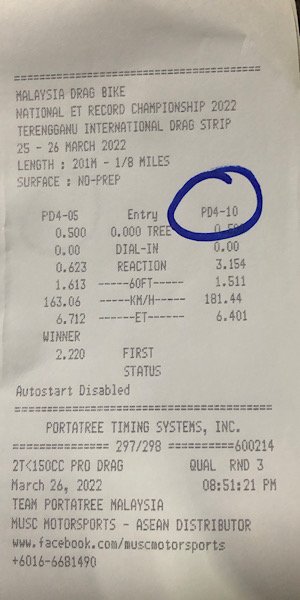 ==========================================
MALAYSIA DRAG BIKE
NATIONAL ET RECORD CHAMPIONSHIP 2022
TERENGGANU INTERNATIONAL DRAG STRIP
25 - 26 MARCH 2022
LENGTH : 201M - 1/8 MILES
SURFACE : NO-PREP
PD4-05 Entry PD4-10
0.500 0.000 TREE
0.00 DIAL-IN 0.00
0.623 REACTION 3.154
1.613 ------60FT----- 1.511
163.06 ------KM/H----- 181.44
6.712 ------ET------ 6.401
WINNER
2.220 FIRST
STATUS
Autostart Disabled
==========================================
PORTATREE TIMING SYSTEMS, INC.
=============== 297/298 ==========600214
2T<150CC PRO DRAG QUAL RND 3
March 26, 2022 08:51:21 PM
TEAM PORTATREE MALAYSIA
MUSC MOTORSPORTS - ASEAN DISTRIBUTOR
www.facebook.com/muscmotorsports
+6016-6681490